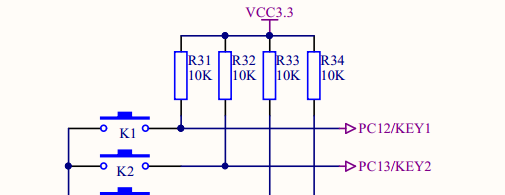 VCC3.3
R31 R32 R33 R34
10K 10K 10K 10K
K1 PC12/KEY1
K2 PC13/KEY2